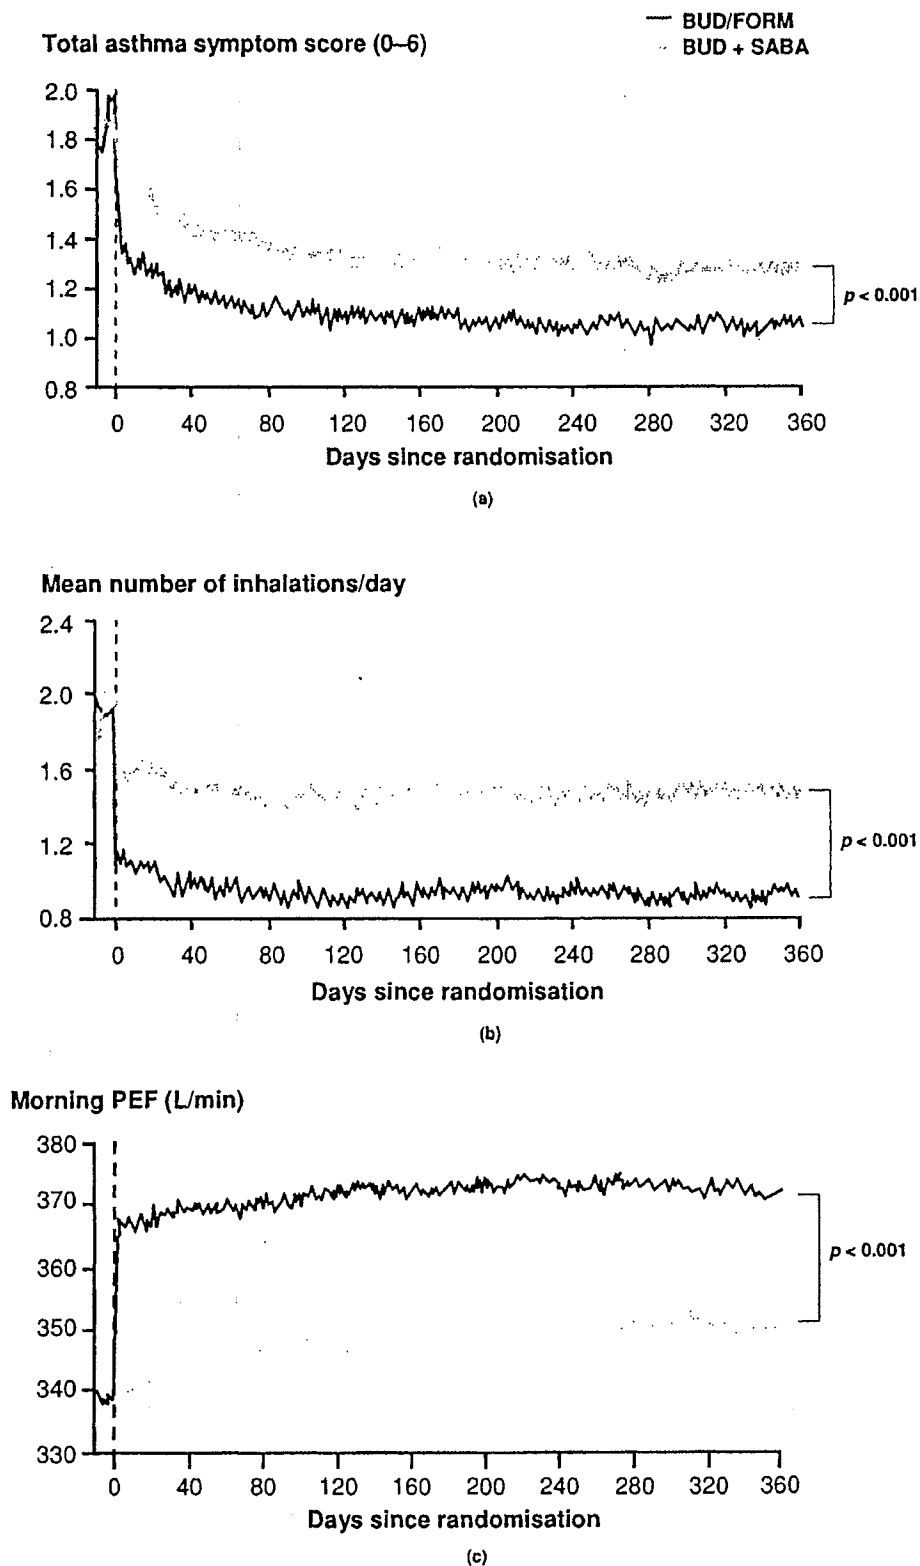 BUD/FORM
BUD + SABA
Total asthma symptom score (0–6)
2.0
1.8
1.6
1.4
1.2
1.0
0.8
p < 0.001
0 40 80 120 160 200 240 280 320 360
Days since randomisation
(a)
Mean number of inhalations/day
2.4
2.0
1.6
1.2
0.8
p < 0.001
0 40 80 120 160 200 240 280 320 360
Days since randomisation
(b)
Morning PEF (L/min)
380
370
360
350
340
330
p < 0.001
0 40 80 120 160 200 240 280 320 360
Days since randomisation
(c)